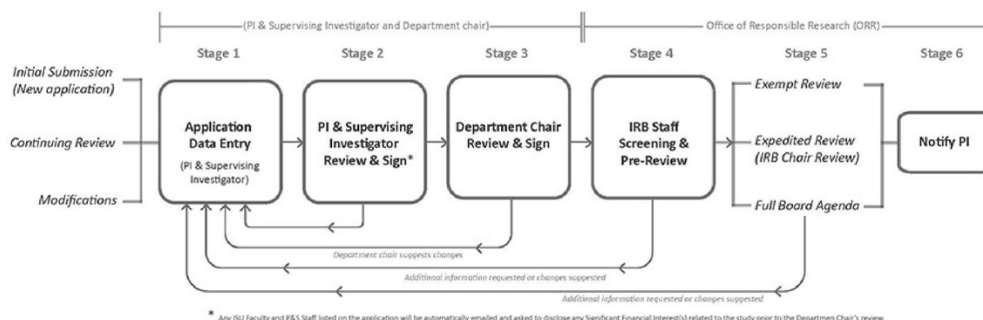 (PI & Supervising Investigator and Department chair)
Office of Responsible Research (ORR)
Stage 1
Stage 2
Stage 3
Stage 4
Stage 5
Stage 6
Initial Submission
(New application)
Continuing Review
Modifications
Application
Data Entry
(PI & Supervising
Investigator)
PI & Supervising
Investigator
Review & Sign*
Department Chair
Review & Sign
IRB Staff
Screening &
Pre-Review
Exempt Review
Expedited Review
(IRB Chair Review)
Full Board Agenda
Notify PI
Department chair suggests changes
Additional information requested or changes suggested
Additional information requested or changes suggested
* Any ISU Faculty and P&S Staff listed on the application will be automatically emailed and asked to disclose any Significant Financial Interest(s) related to the study prior to the Departmen Chair's review.